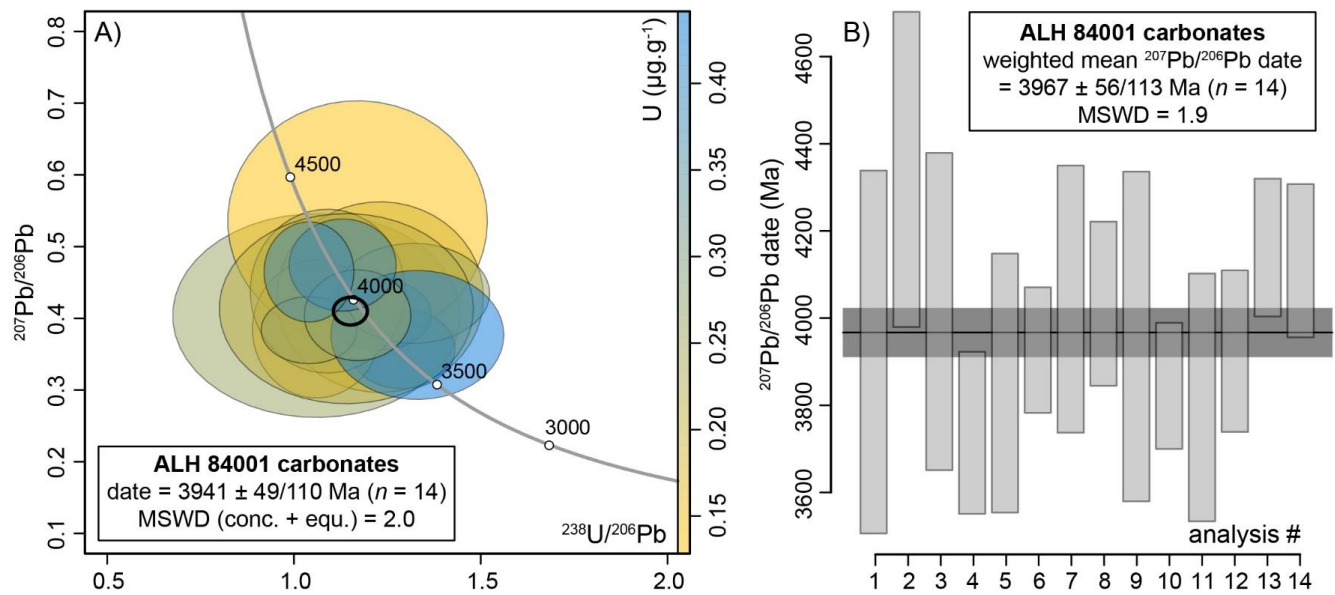 A)
0.8
0.7
0.6
0.5
0.4
0.3
0.2
0.1
²⁰⁷Pb/²⁰⁶Pb
4500
4000
3500
3000
ALH 84001 carbonates
date = 3941 ± 49/110 Ma (n = 14)
MSWD (conc. + equ.) = 2.0
²³⁸U/²⁰⁶Pb
0.5
1.0
1.5
2.0
U (µg.g⁻¹)
0.40
0.35
0.30
0.25
0.20
0.15
B)
ALH 84001 carbonates
weighted mean ²⁰⁷Pb/²⁰⁶Pb date
= 3967 ± 56/113 Ma (n = 14)
MSWD = 1.9
²⁰⁷Pb/²⁰⁶Pb date (Ma)
4600
4400
4200
4000
3800
3600
analysis #
1 2 3 4 5 6 7 8 9 10 11 12 13 14